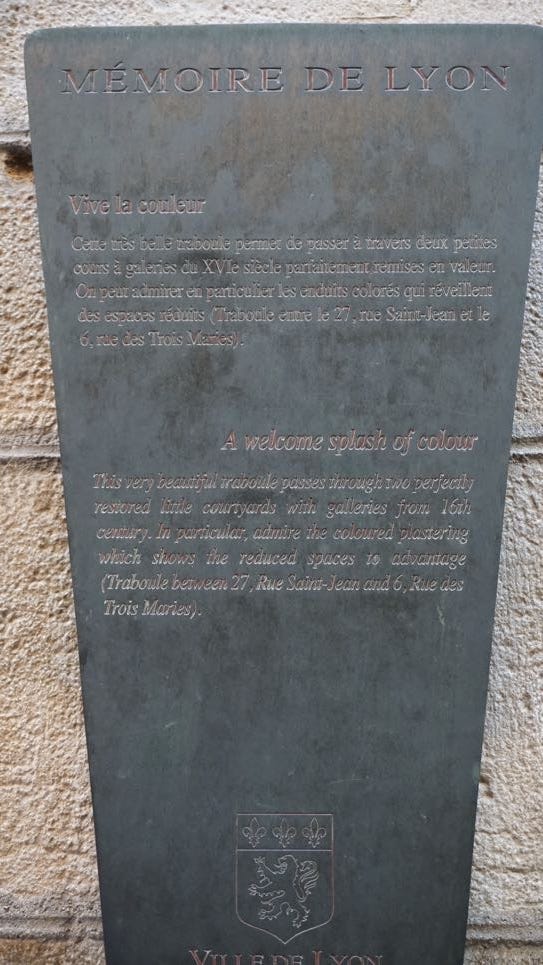 MÉMOIRE DE LYON
Vive la couleur
Cette très belle traboule permet de passer à travers deux petites
cours à galeries du XVIe siècle parfaitement remises en valeur.
On peut admirer en particulier les enduits colorés qui réveillent
des espaces réduits (Traboule entre le 27, rue Saint-Jean et le
6, rue des Trois Maries).
A welcome splash of colour
This very beautiful traboule passes through two perfectly
restored little courtyards with galleries from 16th
century. In particular, admire the coloured plastering
which shows the reduced spaces to advantage
(Traboule between 27, Rue Saint-Jean and 6, Rue des
Trois Maries).
VILLE DE LYON